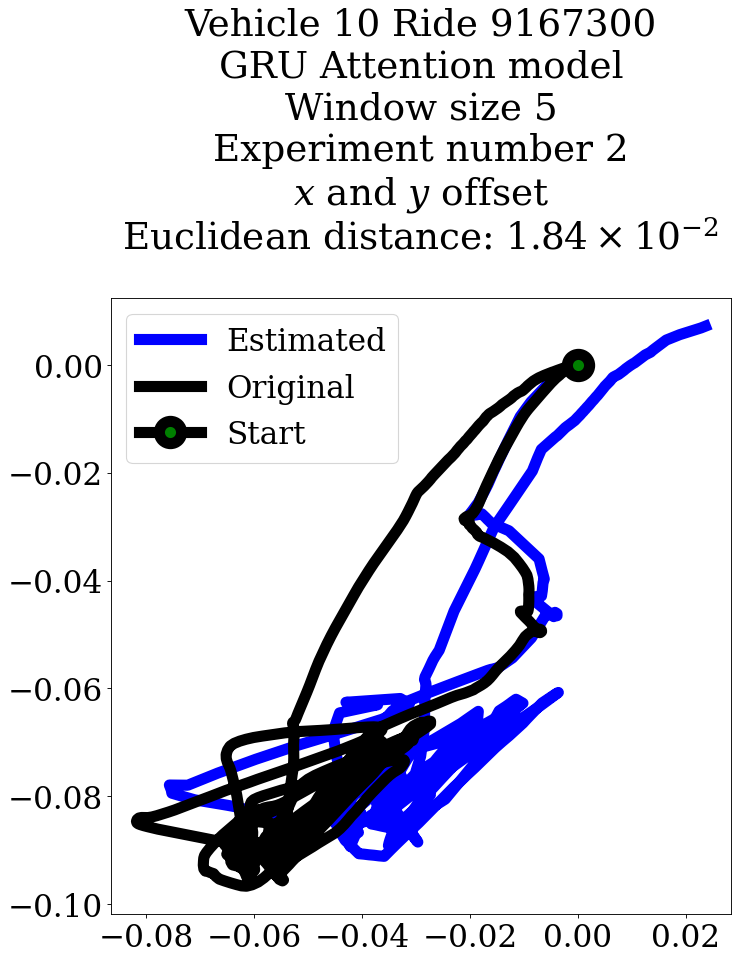 Vehicle 10 Ride 9167300
GRU Attention model
Window size 5
Experiment number 2
x and y offset
Euclidean distance: 1.84 × 10⁻²
Estimated
Original
Start
0.00
−0.02
−0.04
−0.06
−0.08
−0.10
−0.08 −0.06 −0.04 −0.02 0.00 0.02